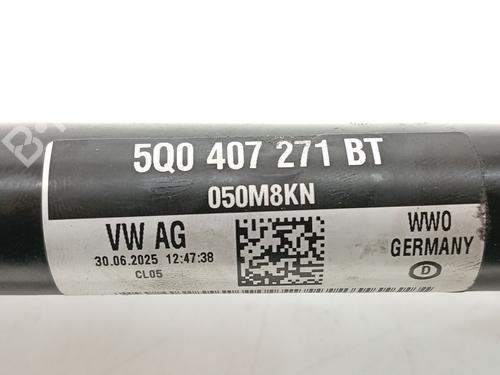 5Q0 407 271 BT
050M8KN
VW AG
30.06.2025 12:47:38
CL05
WWO
GERMANY
D